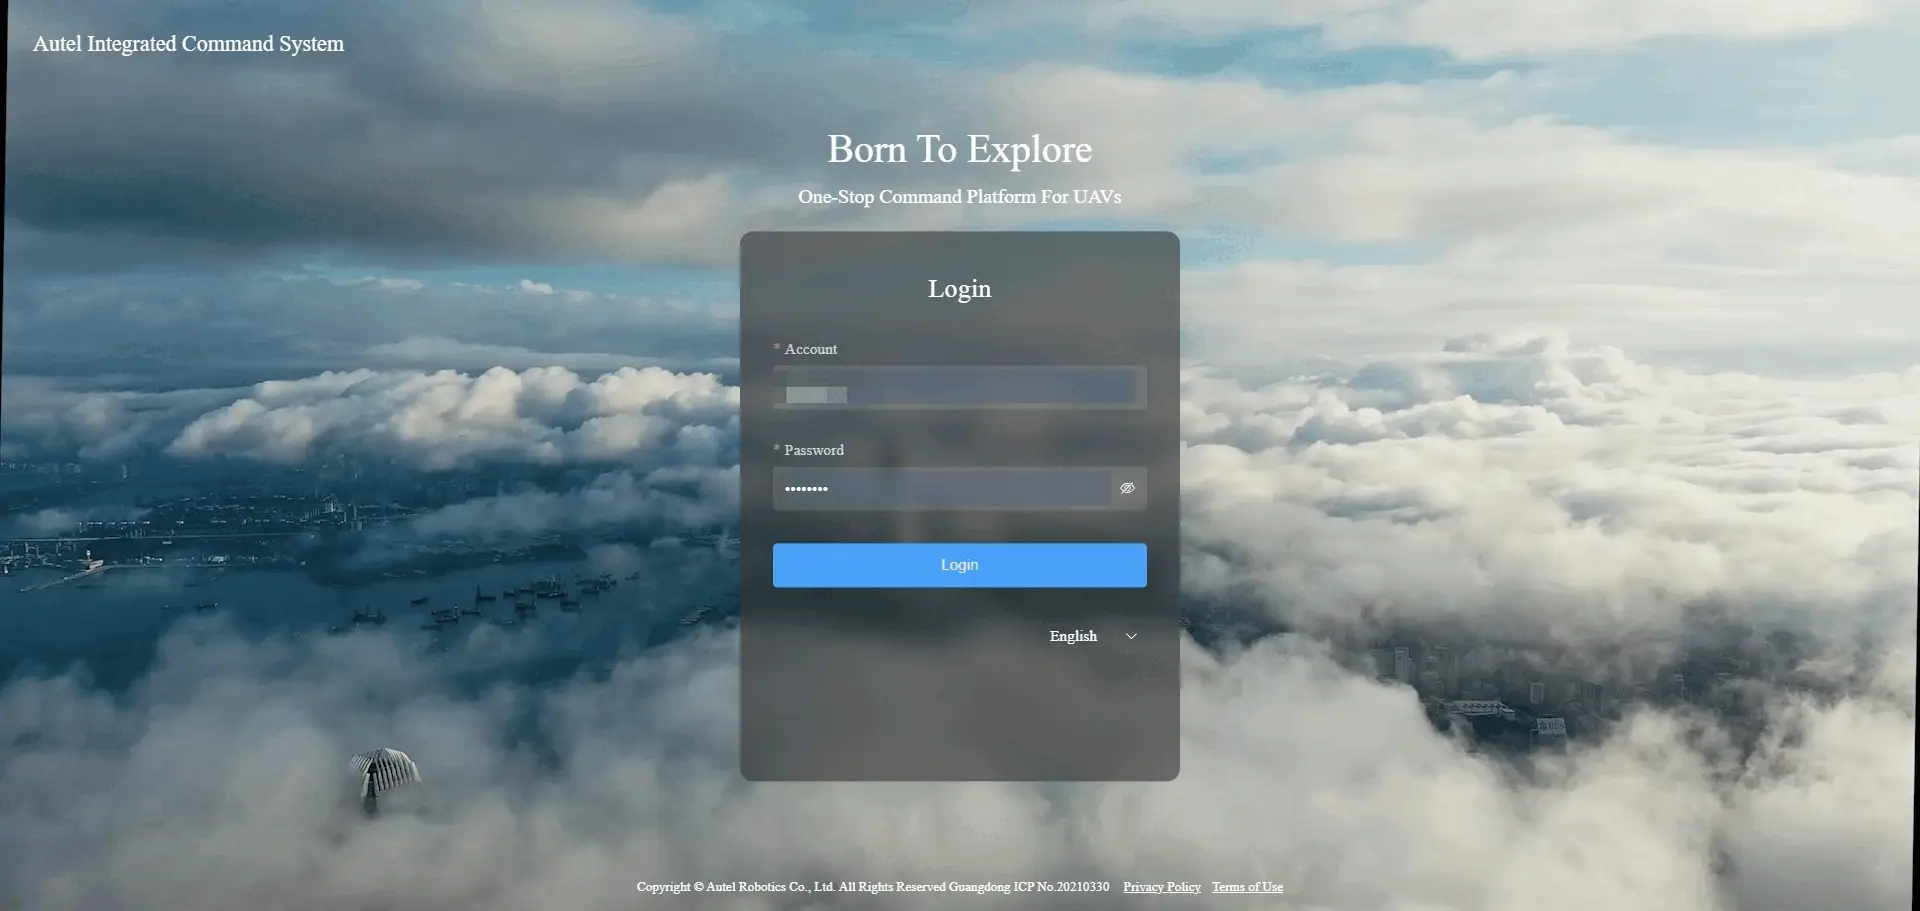 Autel Integrated Command System
Born To Explore
One-Stop Command Platform For UAVs
Login
* Account
* Password
••••••••
Login
English
Copyright © Autel Robotics Co., Ltd. All Rights Reserved Guangdong ICP No.20210330 Privacy Policy Terms of Use